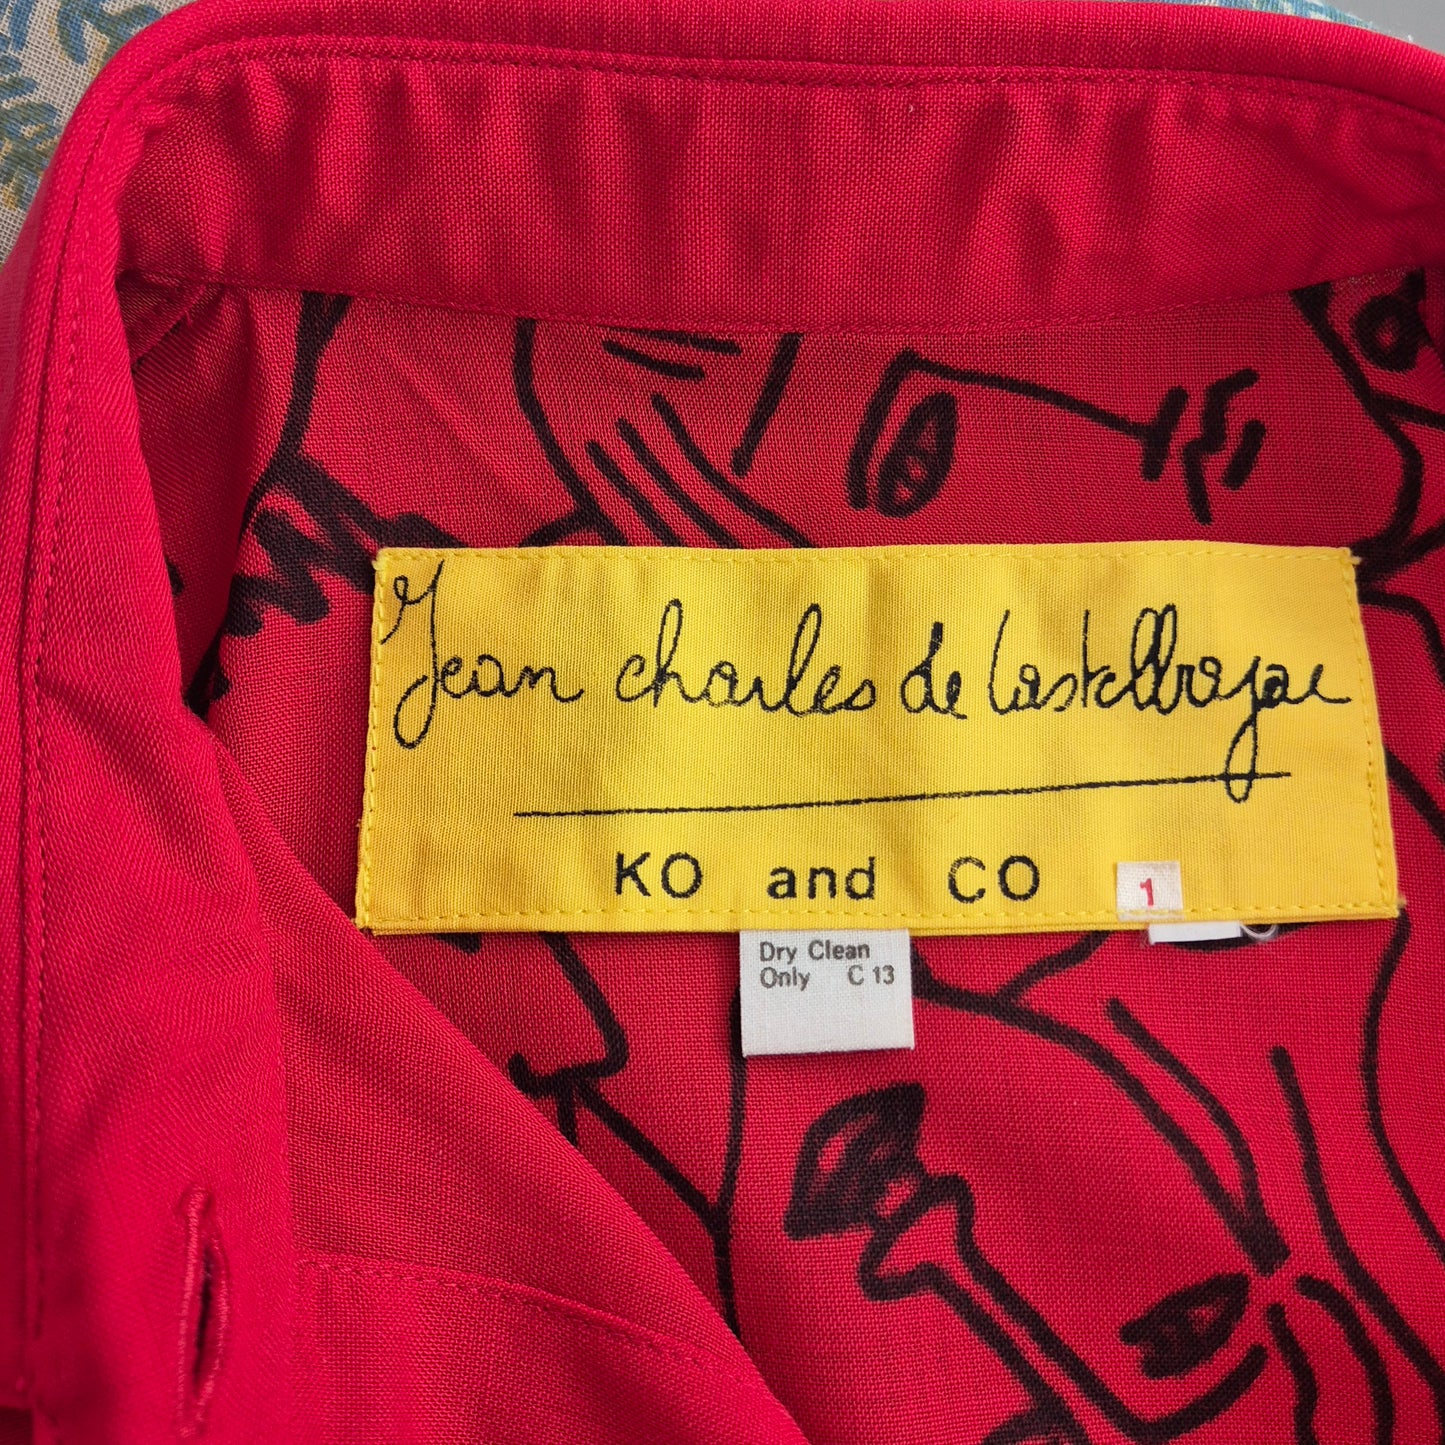 Jean charles de Castelbajac
KO and CO
1
Dry Clean
Only C 13